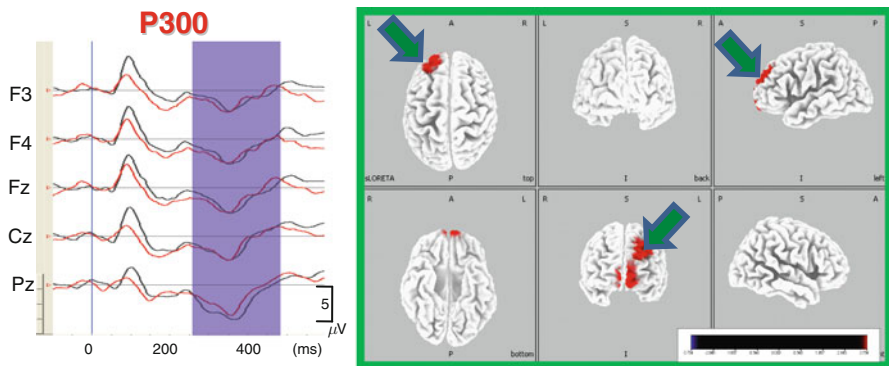 P300
F3
F4
Fz
Cz
Pz
5
μV
0 200 400 (ms)
L A R
sLORETA P top
L S R
I back
A S P
I left
R A L
P bottom
R S L
I
P S A